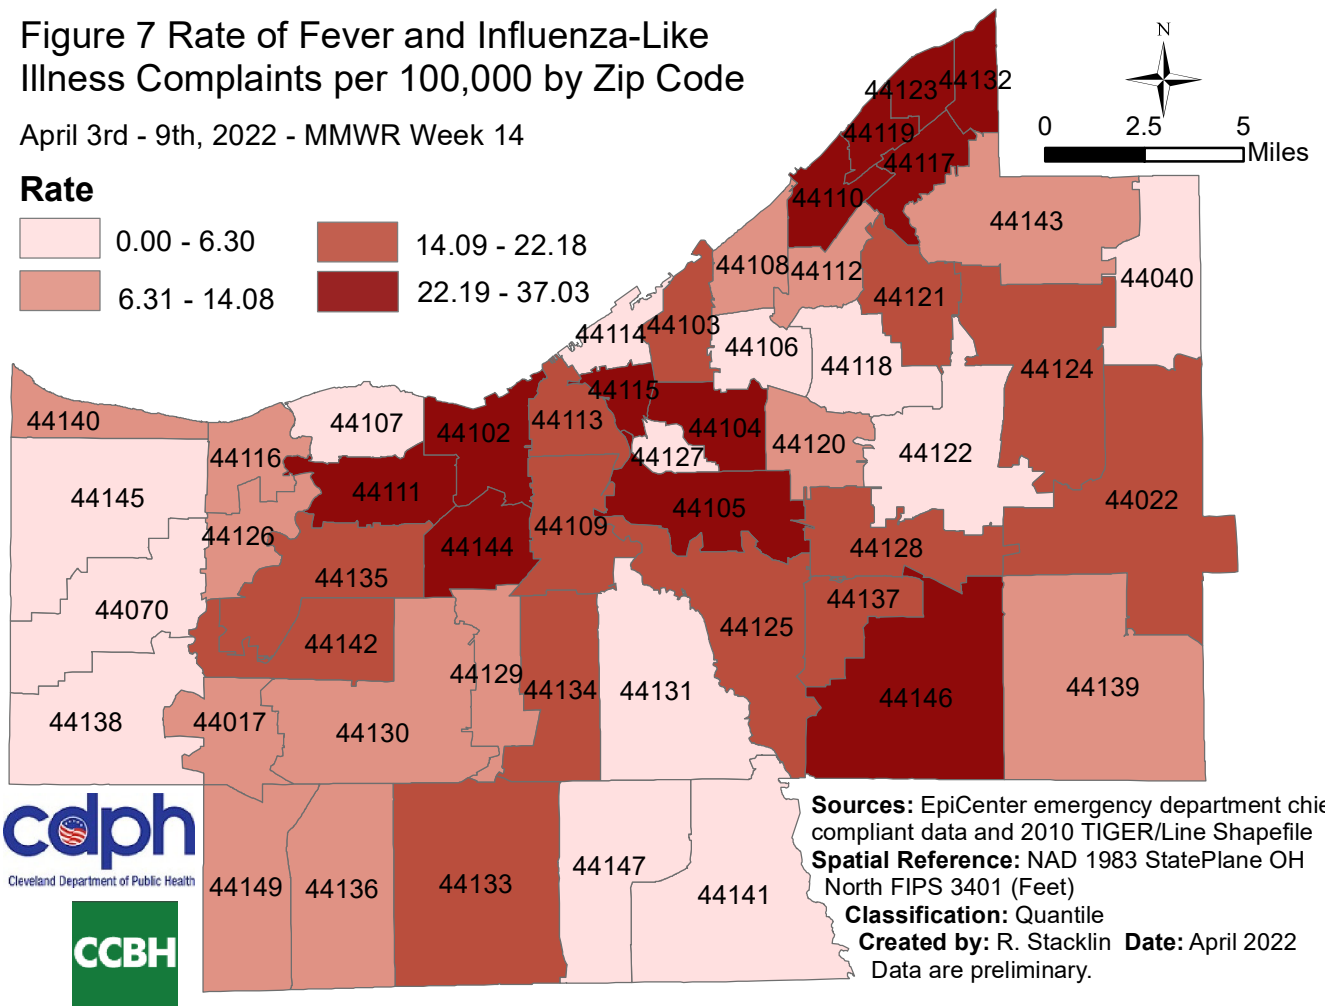 Figure 7 Rate of Fever and Influenza-Like
Illness Complaints per 100,000 by Zip Code
April 3rd - 9th, 2022 - MMWR Week 14
Rate
0.00 - 6.30
14.09 - 22.18
6.31 - 14.08
22.19 - 37.03
N
0 2.5 5
Miles
44132
44123
44119
44117
44110
44143
44108
44112
44040
44121
44114
44103
44106
44118
44124
44115
44140
44107
44102
44113
44104
44120
44116
44127
44122
44145
44111
44105
44022
44126
44109
44144
44128
44135
44070
44137
44142
44125
44129
44134
44131
44146
44139
44138
44017
44130
44149
44136
44133
44147
44141
cdph
Cleveland Department of Public Health
CCBH
Sources: EpiCenter emergency department chie
compliant data and 2010 TIGER/Line Shapefile
Spatial Reference: NAD 1983 StatePlane OH
North FIPS 3401 (Feet)
Classification: Quantile
Created by: R. Stacklin Date: April 2022
Data are preliminary.